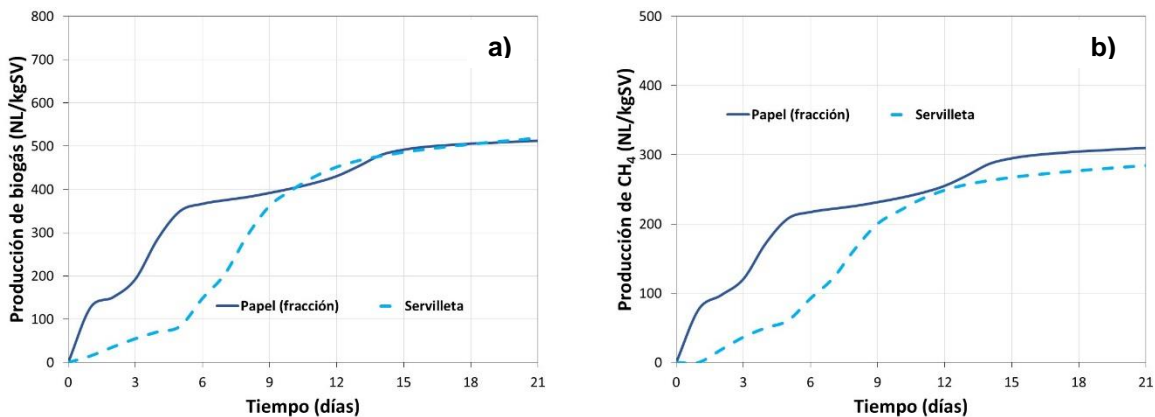 a)
Producción de biogás (NL/kgSV)
800
700
600
500
400
300
200
100
0
Papel (fracción)
Servilleta
0 3 6 9 12 15 18 21
Tiempo (días)
b)
Producción de CH₄ (NL/kgSV)
500
400
300
200
100
0
Papel (fracción)
Servilleta
0 3 6 9 12 15 18 21
Tiempo (días)